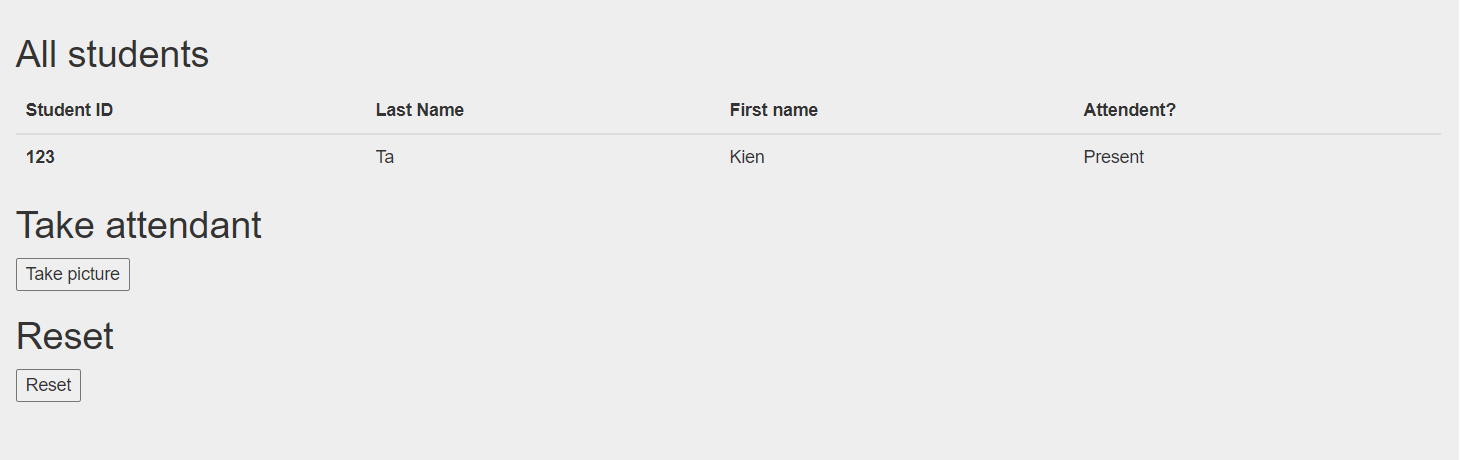 All students
Student ID Last Name First name Attendent?
123 Ta Kien Present
Take attendant
Take picture
Reset
Reset